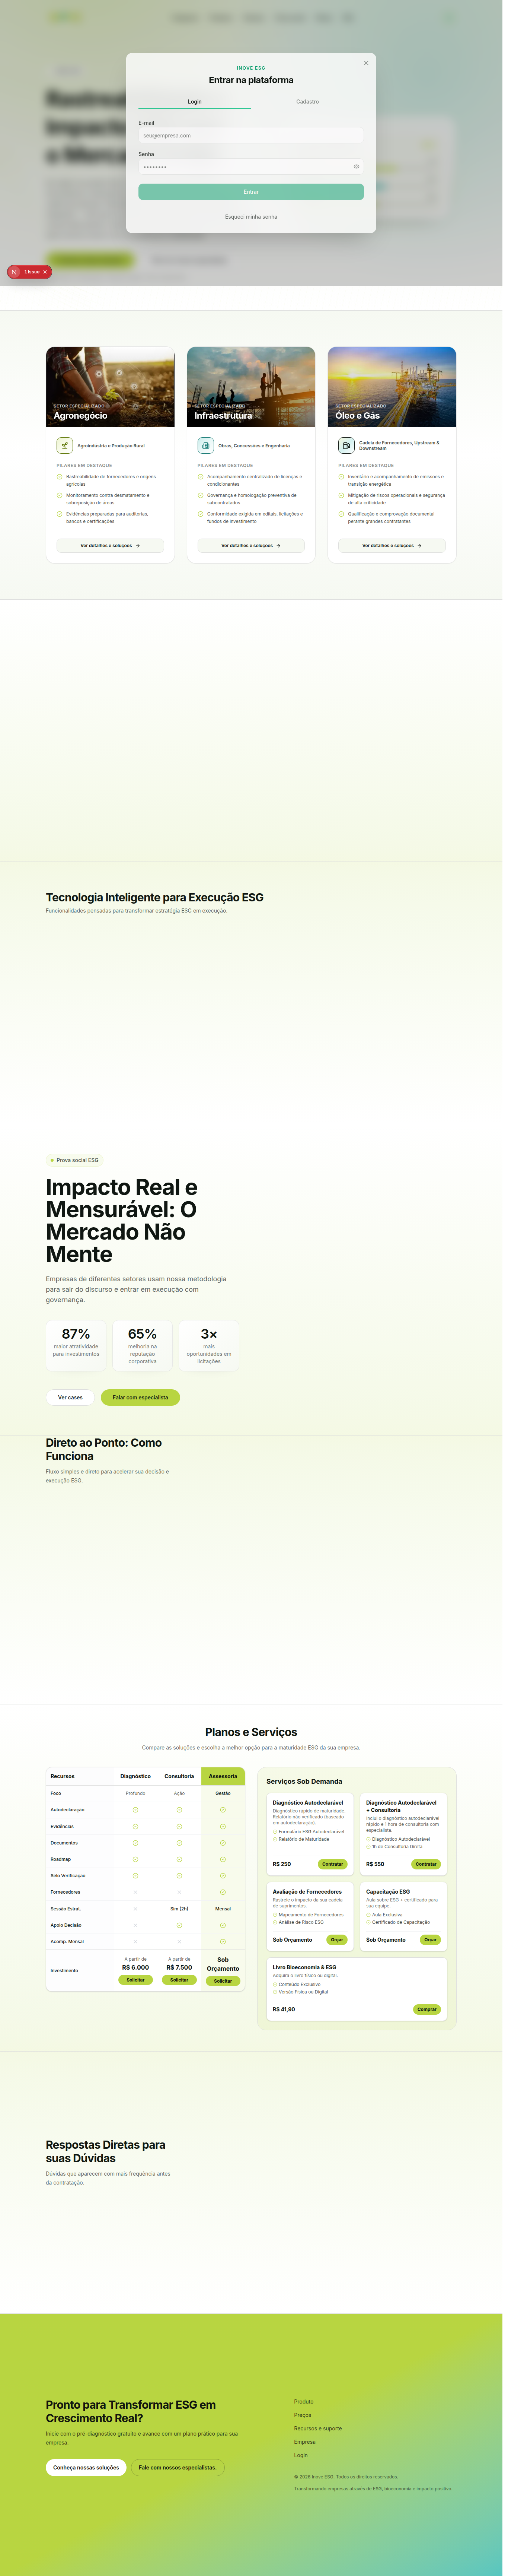 INOVE ESG
Entrar na plataforma
Login
Cadastro
E-mail
seu@empresa.com
Senha
••••••••
Entrar
Esqueci minha senha
N
1 Issue
SETOR ESPECIALIZADO
Agronegócio
SETOR ESPECIALIZADO
Infraestrutura
SETOR ESPECIALIZADO
Óleo e Gás
Agroindústria e Produção Rural
PILARES EM DESTAQUE
Rastreabilidade de fornecedores e origens
agrícolas
Monitoramento contra desmatamento e
sobreposição de áreas
Evidências preparadas para auditorias,
bancos e certificações
Ver detalhes e soluções →
Obras, Concessões e Engenharia
PILARES EM DESTAQUE
Acompanhamento centralizado de licenças e
condicionantes
Governança e homologação preventiva de
subcontratados
Conformidade exigida em editais, licitações e
fundos de investimento
Ver detalhes e soluções →
Cadeia de Fornecedores, Upstream &
Downstream
PILARES EM DESTAQUE
Inventário e acompanhamento de emissões e
transição energética
Mitigação de riscos operacionais e segurança
de alta criticidade
Qualificação e comprovação documental
perante grandes contratantes
Ver detalhes e soluções →
Tecnologia Inteligente para Execução ESG
Funcionalidades pensadas para transformar estratégia ESG em execução.
Prova social ESG
Impacto Real e
Mensurável: O
Mercado Não
Mente
Empresas de diferentes setores usam nossa metodologia
para sair do discurso e entrar em execução com
governança.
87%
maior atratividade
para investimentos
65%
melhoria na
reputação
corporativa
3×
mais
oportunidades em
licitações
Ver cases
Falar com especialista
Direto ao Ponto: Como
Funciona
Fluxo simples e direto para acelerar sua decisão e
execução ESG.
Planos e Serviços
Compare as soluções e escolha a melhor opção para a maturidade ESG da sua empresa.
Recursos Diagnóstico Consultoria Assessoria
Foco Profundo Ação Gestão
Autodeclaração
Evidências
Documentos
Roadmap
Selo Verificação
Fornecedores
Sessão Estrat. Sim (2h) Mensal
Apoio Decisão
Acomp. Mensal
Investimento
A partir de
R$ 6.000
Solicitar
A partir de
R$ 7.500
Solicitar
Sob
Orçamento
Solicitar
Serviços Sob Demanda
Diagnóstico Autodeclarável
Diagnóstico rápido de maturidade.
Relatório não verificado (baseado
em autodeclaração).
Formulário ESG Autodeclarável
Relatório de Maturidade
R$ 250
Contratar
Diagnóstico Autodeclarável
+ Consultoria
Inclui o diagnóstico autodeclarável
rápido e 1 hora de consultoria com
especialista.
Diagnóstico Autodeclarável
1h de Consultoria Direta
R$ 550
Contratar
Avaliação de Fornecedores
Rastreie o impacto da sua cadeia
de suprimentos.
Mapeamento de Fornecedores
Análise de Risco ESG
Sob Orçamento
Orçar
Capacitação ESG
Aula sobre ESG + certificado para
sua equipe.
Aula Exclusiva
Certificado de Capacitação
Sob Orçamento
Orçar
Livro Bioeconomia & ESG
Adquira o livro físico ou digital.
Conteúdo Exclusivo
Versão Física ou Digital
R$ 41,90
Comprar
Respostas Diretas para
suas Dúvidas
Dúvidas que aparecem com mais frequência antes
da contratação.
Pronto para Transformar ESG em
Crescimento Real?
Inicie com o pré-diagnóstico gratuito e avance com um plano prático para sua
empresa.
Conheça nossas soluções
Fale com nossos especialistas.
Produto
Preços
Recursos e suporte
Empresa
Login
© 2026 Inove ESG. Todos os direitos reservados.
Transformando empresas através de ESG, bioeconomia e impacto positivo.